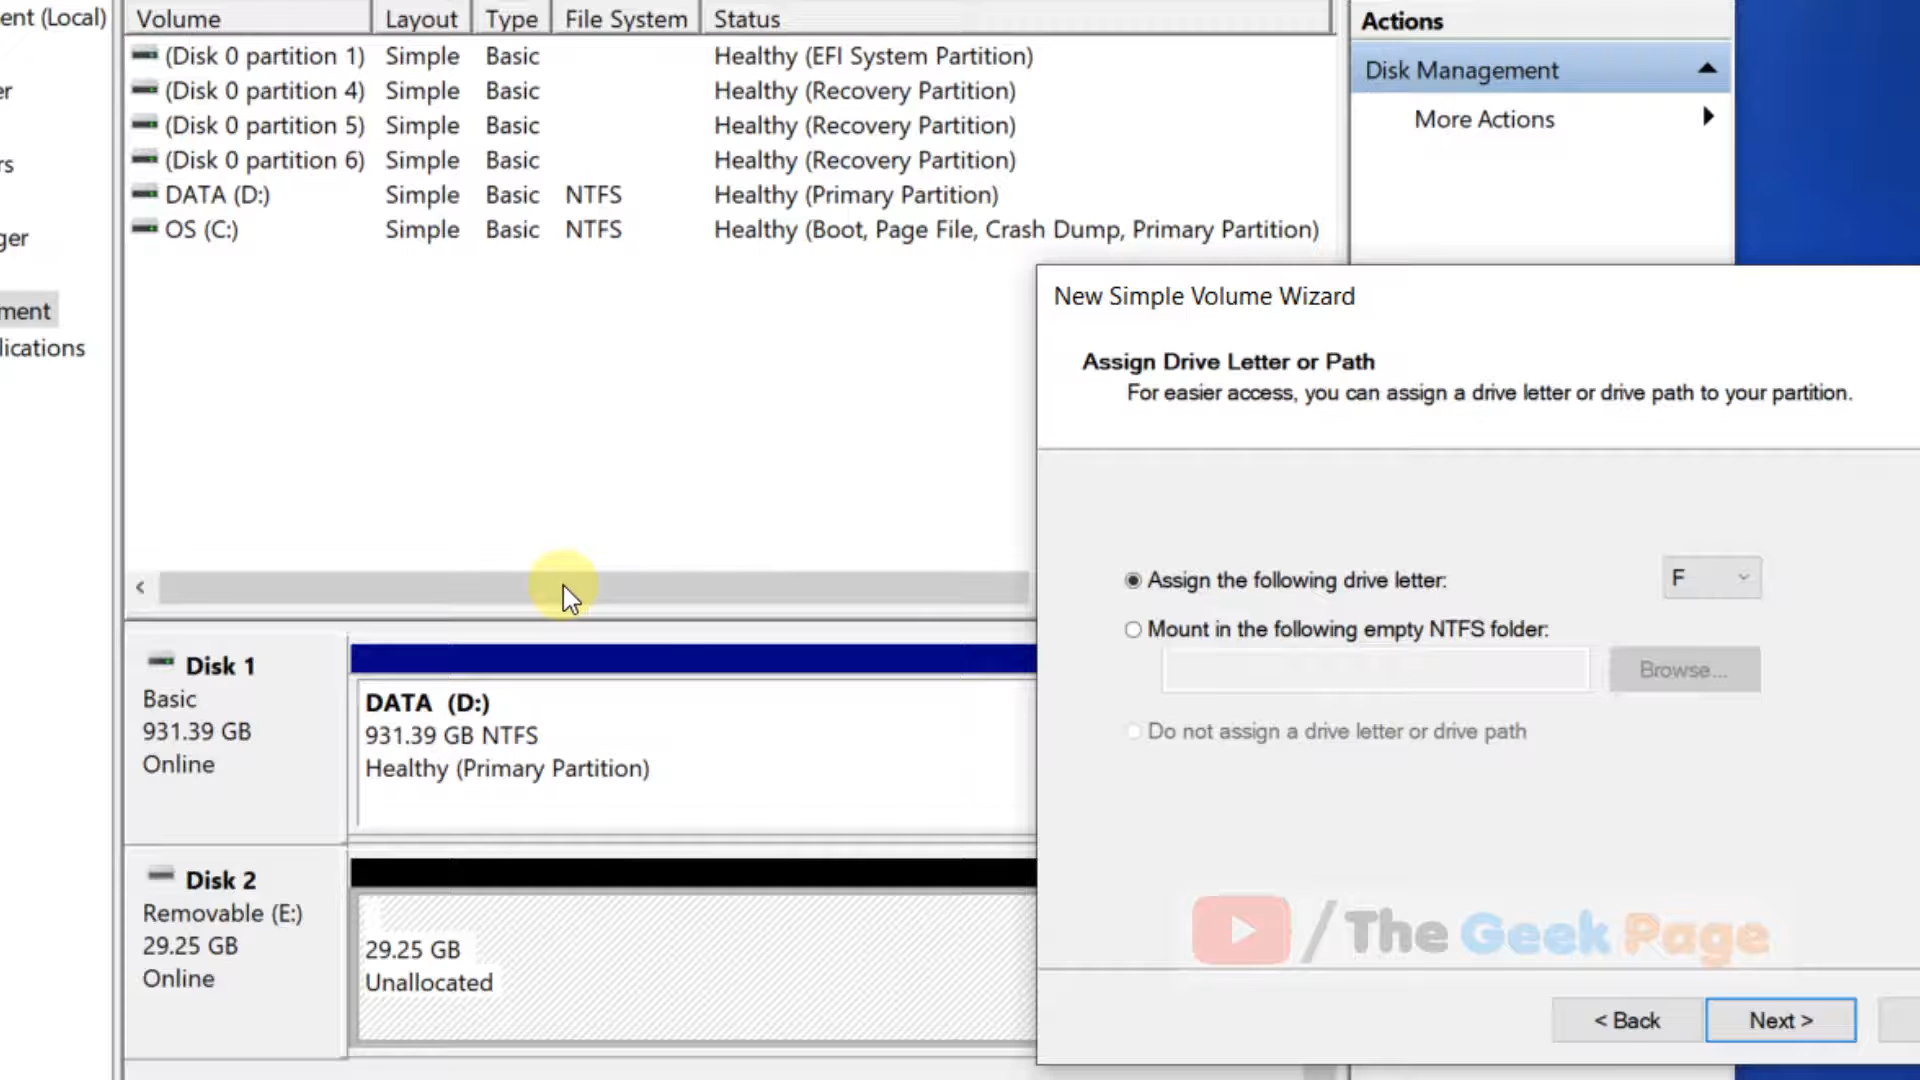 ent (Local)
er
rs
ger
ment
lications
Volume Layout Type File System Status
(Disk 0 partition 1) Simple Basic Healthy (EFI System Partition)
(Disk 0 partition 4) Simple Basic Healthy (Recovery Partition)
(Disk 0 partition 5) Simple Basic Healthy (Recovery Partition)
(Disk 0 partition 6) Simple Basic Healthy (Recovery Partition)
DATA (D:) Simple Basic NTFS Healthy (Primary Partition)
OS (C:) Simple Basic NTFS Healthy (Boot, Page File, Crash Dump, Primary Partition)
Actions
Disk Management
More Actions
Disk 1
Basic
931.39 GB
Online
DATA (D:)
931.39 GB NTFS
Healthy (Primary Partition)
Disk 2
Removable (E:)
29.25 GB
Online
29.25 GB
Unallocated
New Simple Volume Wizard
Assign Drive Letter or Path
For easier access, you can assign a drive letter or drive path to your partition.
Assign the following drive letter: F
Mount in the following empty NTFS folder:
Browse...
Do not assign a drive letter or drive path
/ The Geek Page
< Back Next >